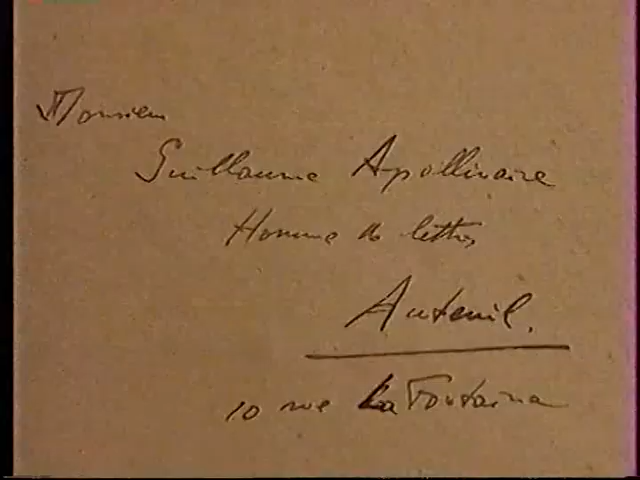 Monsieur
Guillaume Apollinaire
Homme de lettres
Auteuil.
10 rue La Fontaine